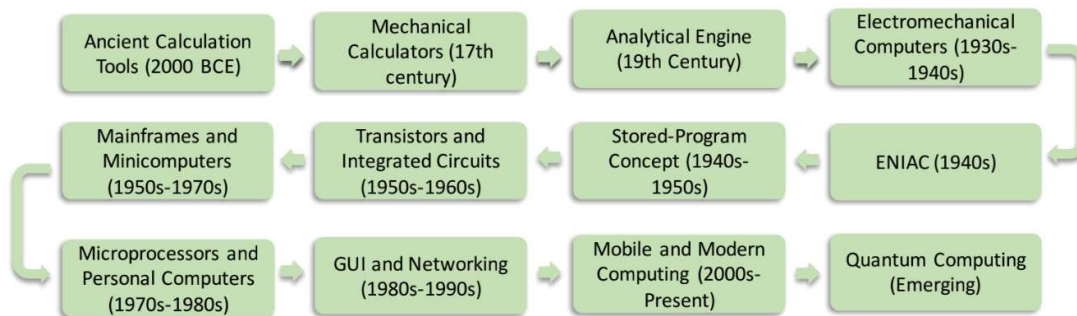 Ancient Calculation
Tools (2000 BCE)
Mechanical
Calculators (17th
century)
Analytical Engine
(19th Century)
Electromechanical
Computers (1930s-
1940s)
ENIAC (1940s)
Stored-Program
Concept (1940s-
1950s)
Transistors and
Integrated Circuits
(1950s-1960s)
Mainframes and
Minicomputers
(1950s-1970s)
Microprocessors and
Personal Computers
(1970s-1980s)
GUI and Networking
(1980s-1990s)
Mobile and Modern
Computing (2000s-
Present)
Quantum Computing
(Emerging)